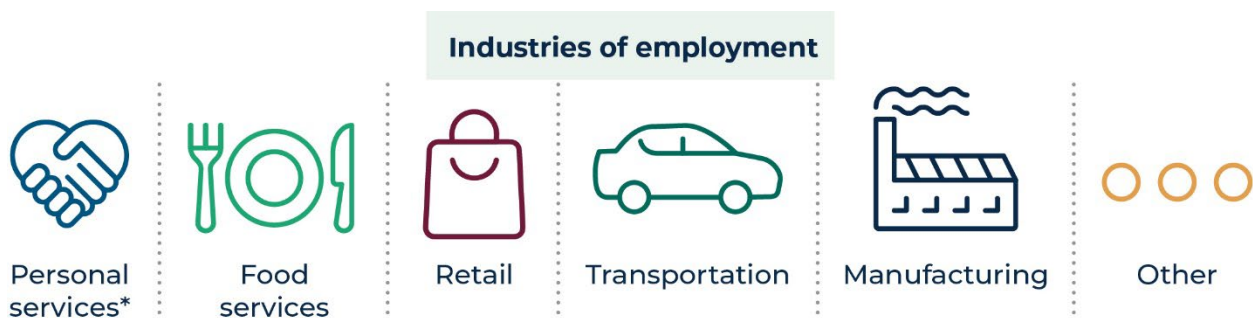 Industries of employment
Personal
services*
Food
services
Retail
Transportation
Manufacturing
Other